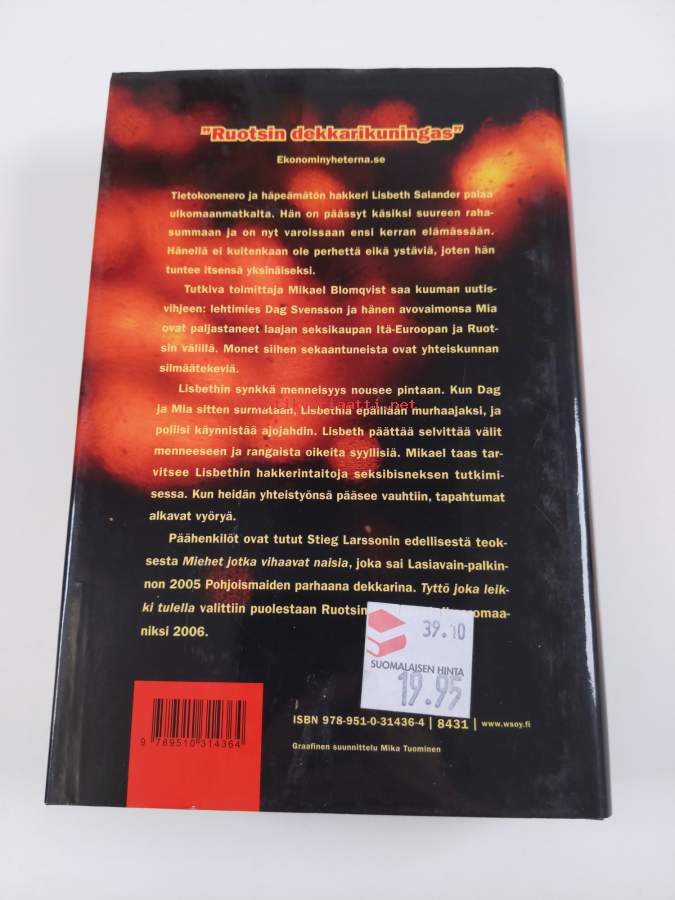 "Ruotsin dekkarikuningas"
Ekonominyheterna.se
Tietokonenero ja häpeämätön hakkeri Lisbeth Salander palaa
ulkomaanmatkalta. Hän on päässyt käsiksi suureen raha-
summaan ja on nyt varoissaan ensi kerran elämässään.
Hänellä ei kuitenkaan ole perhettä eikä ystäviä, joten hän
tuntee itsensä yksinäiseksi.
Tutkiva toimittaja Mikael Blomqvist saa kuuman uutis-
vihjeen: lehtimies Dag Svensson ja hänen avovaimonsa Mia
ovat paljastaneet laajan seksikaupan Itä-Euroopan ja Ruot-
sin välillä. Monet siihen sekaantuneista ovat yhteiskunnan
silmäätekeviä.
Lisbethin synkkä menneisyys nousee pintaan. Kun Dag
ja Mia sitten surmataan, Lisbethiä epäillään murhaajaksi, ja
poliisi käynnistää ajojahdin. Lisbeth päättää selvittää välit
menneeseen ja rangaista oikeita syyllisiä. Mikael taas tar-
vitsee Lisbethin hakkerintaitoja seksibisneksen tutkimi-
sessa. Kun heidän yhteistyönsä pääsee vauhtiin, tapahtumat
alkavat vyöryä.
Päähenkilöt ovat tutut Stieg Larssonin edellisestä teok-
sesta Miehet jotka vihaavat naisia, joka sai Lasiavain-palkin-
non 2005 Pohjoismaiden parhaana dekkarina. Tyttö joka leik-
ki tulella valittiin puolestaan Ruotsin omaa-
niksi 2006.
39.10
SUOMALAISEN HINTA
19.95
ISBN 978-951-0-31436-4 | 8431 | www.wsoy.fi
Graafinen suunnittelu Mika Tuominen
9 789510 314364